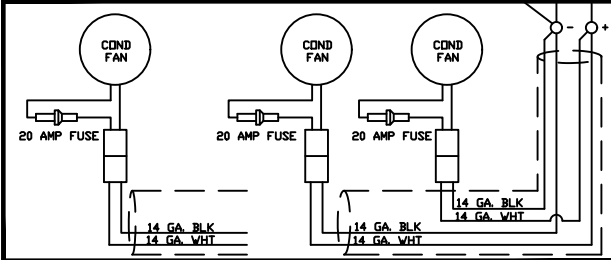 COND
FAN
COND
FAN
COND
FAN
-
+
20 AMP FUSE
20 AMP FUSE
20 AMP FUSE
14 GA. BLK
14 GA. WHT
14 GA. BLK
14 GA. WHT
14 GA. BLK
14 GA. WHT